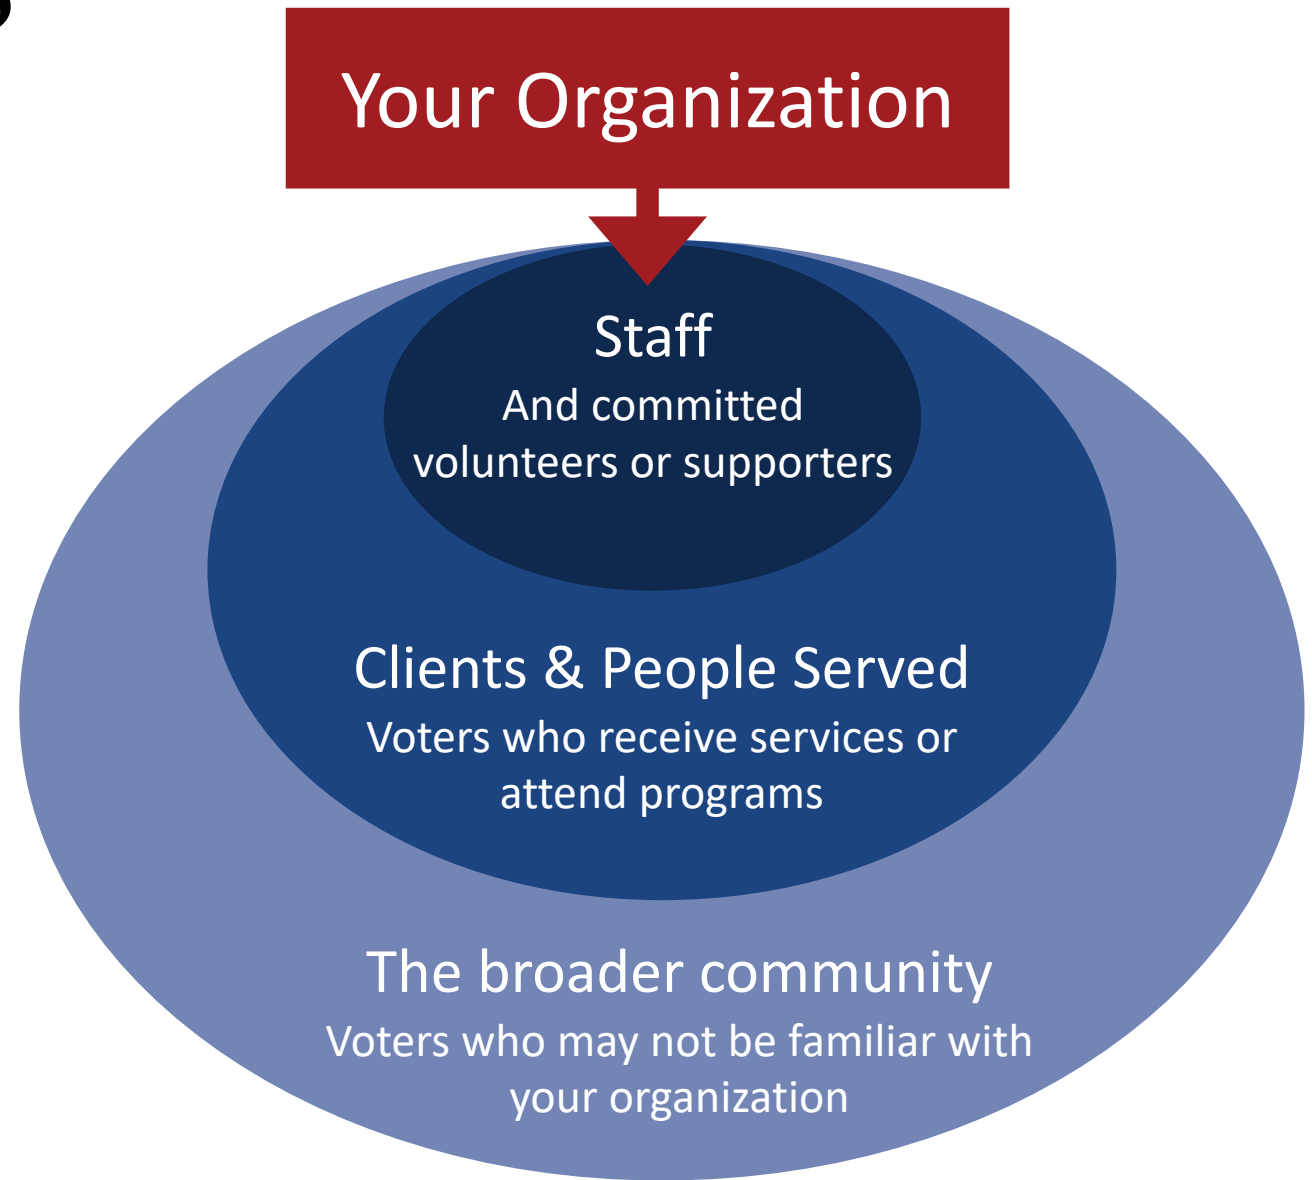 Your Organization
Staff
And committed
volunteers or supporters
Clients & People Served
Voters who receive services or
attend programs
The broader community
Voters who may not be familiar with
your organization